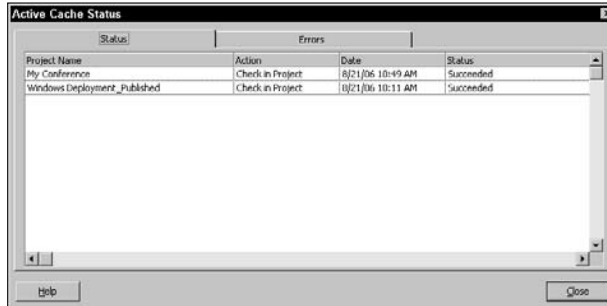 Active Cache Status
Status Errors
Project Name Action Date Status
My Conference Check in Project 8/21/06 10:49 AM Succeeded
Windows Deployment_Published Check in Project 8/21/06 10:11 AM Succeeded
Help Close